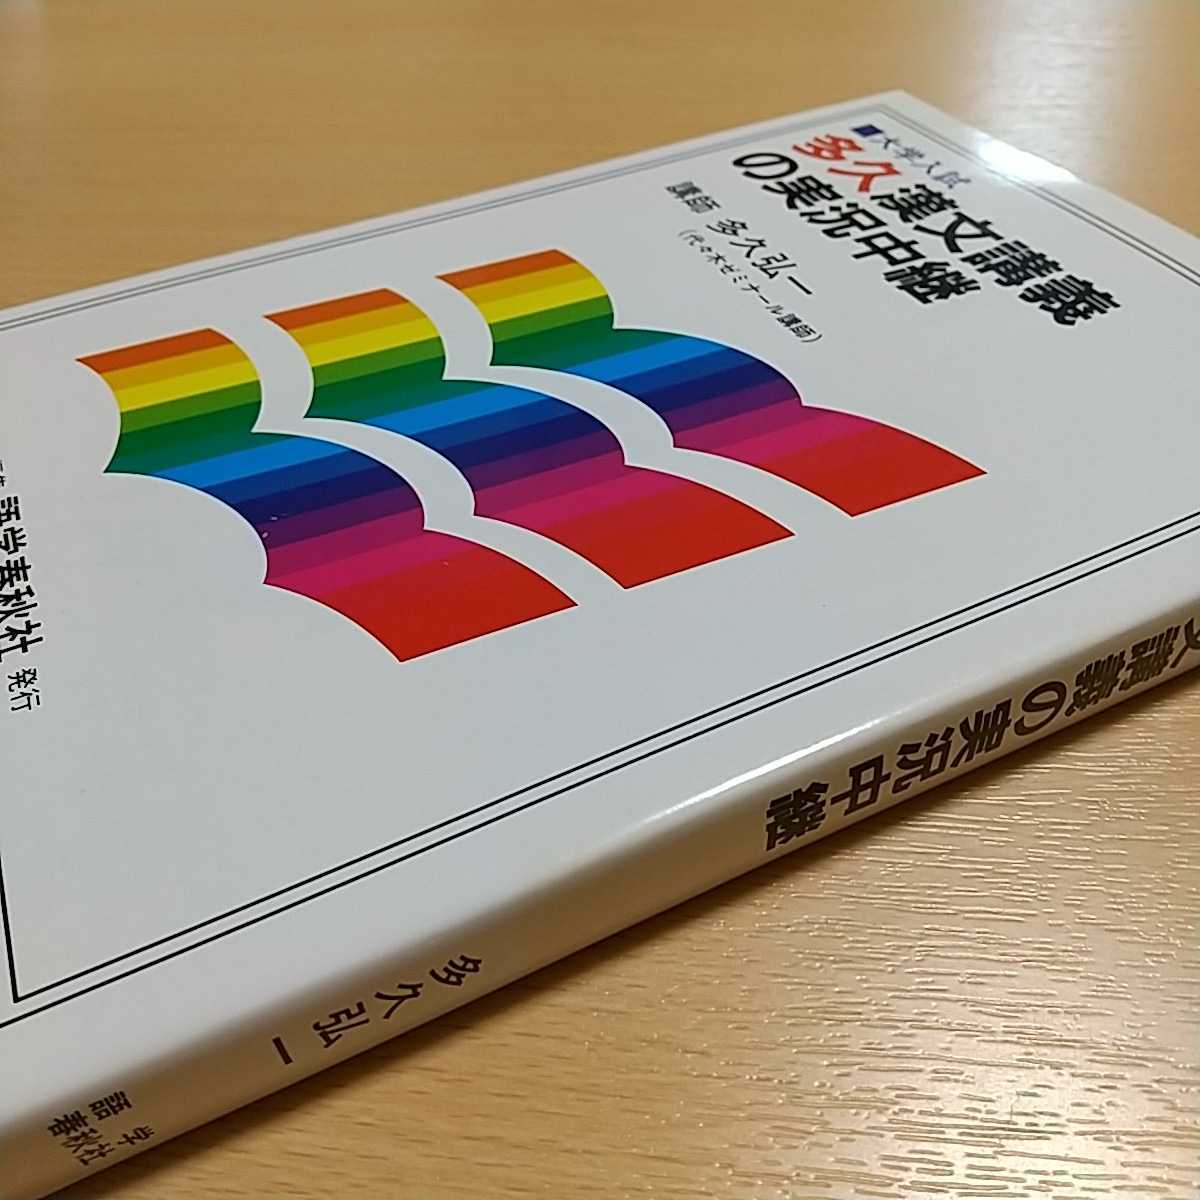 ■大学入試
多久漢文講義
の実況中継
講師 多久弘一
(代々木ゼミナール講師)
語学春秋社 発行
講義の実況中継
多久弘一
語学春秋社